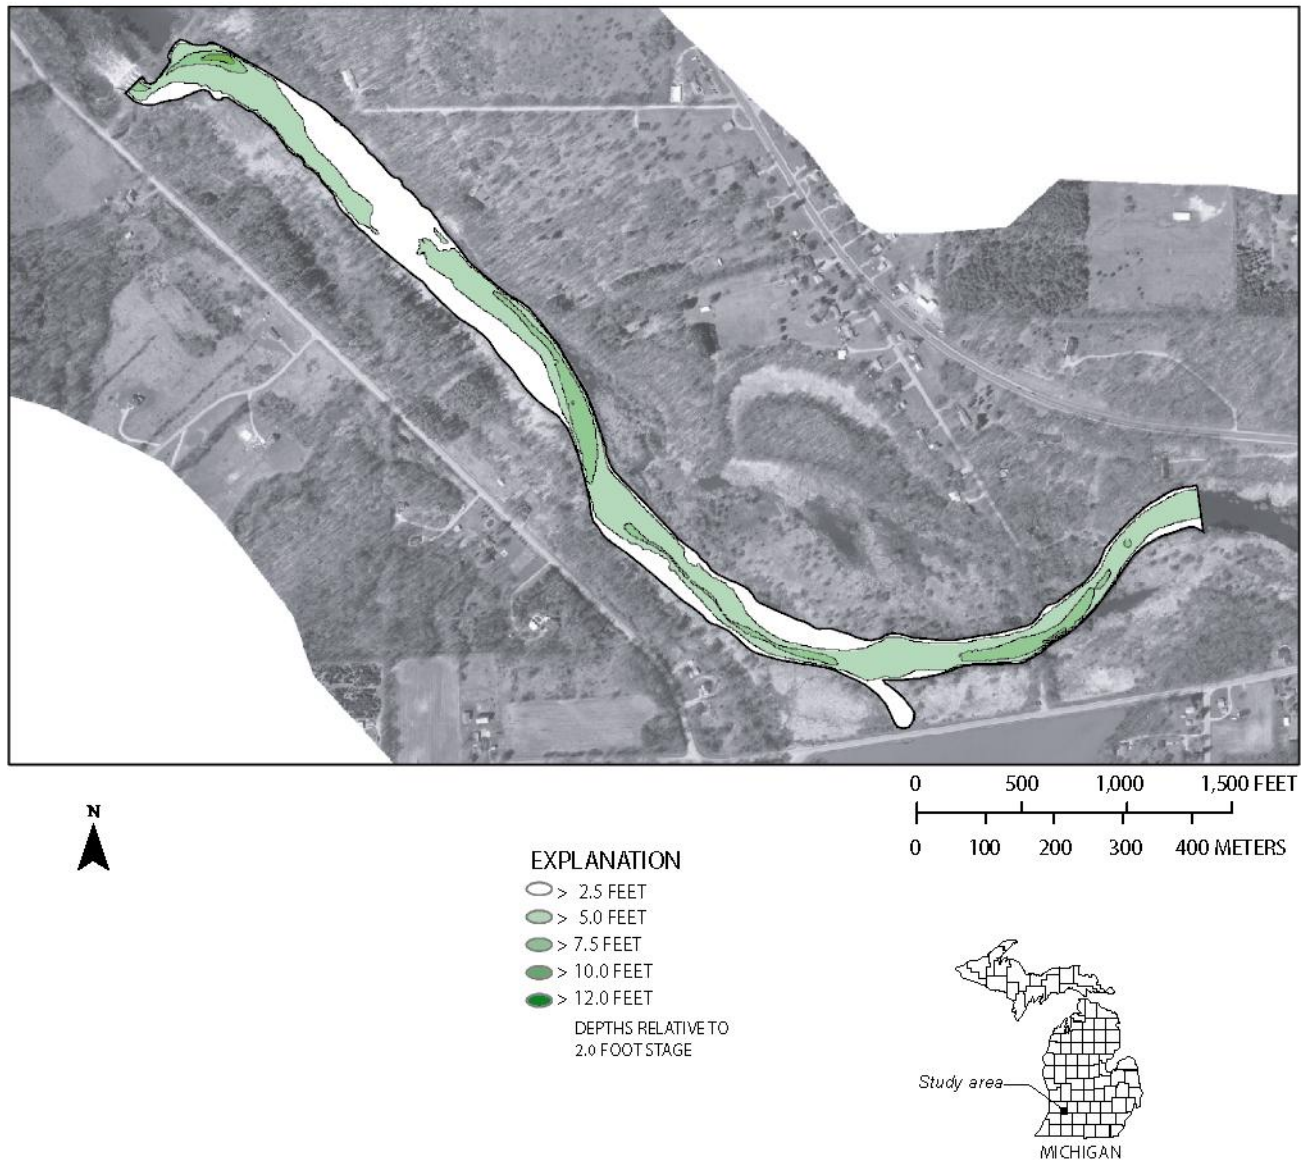 0 500 1,000 1,500 FEET
0 100 200 300 400 METERS
N
EXPLANATION
> 2.5 FEET
> 5.0 FEET
> 7.5 FEET
> 10.0 FEET
> 12.0 FEET
DEPTHS RELATIVE TO
2.0 FOOT STAGE
Study area
MICHIGAN